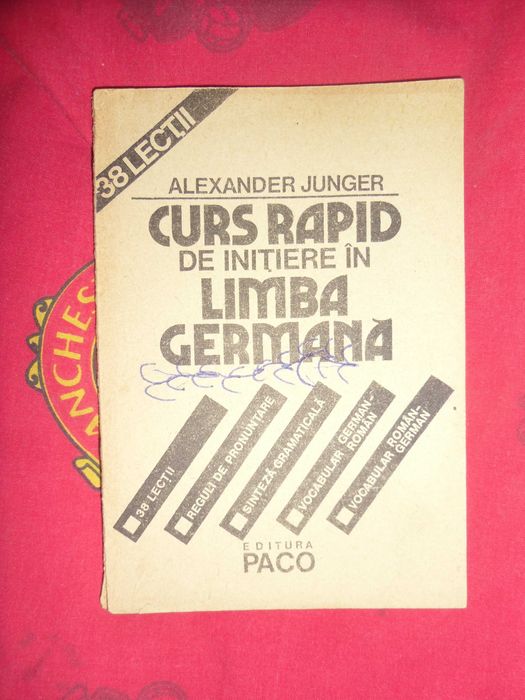 38 LECȚII
ALEXANDER JUNGER
CURS RAPID
DE INIȚIERE ÎN
LIMBA
GERMANĂ
38 LECȚII
REGULI DE PRONUNȚARE
SINTEZĂ GRAMATICALĂ
VOCABULAR GERMAN-
ROMÂN
VOCABULAR ROMÂN-
GERMAN
EDITURA
PACO
ANCHES